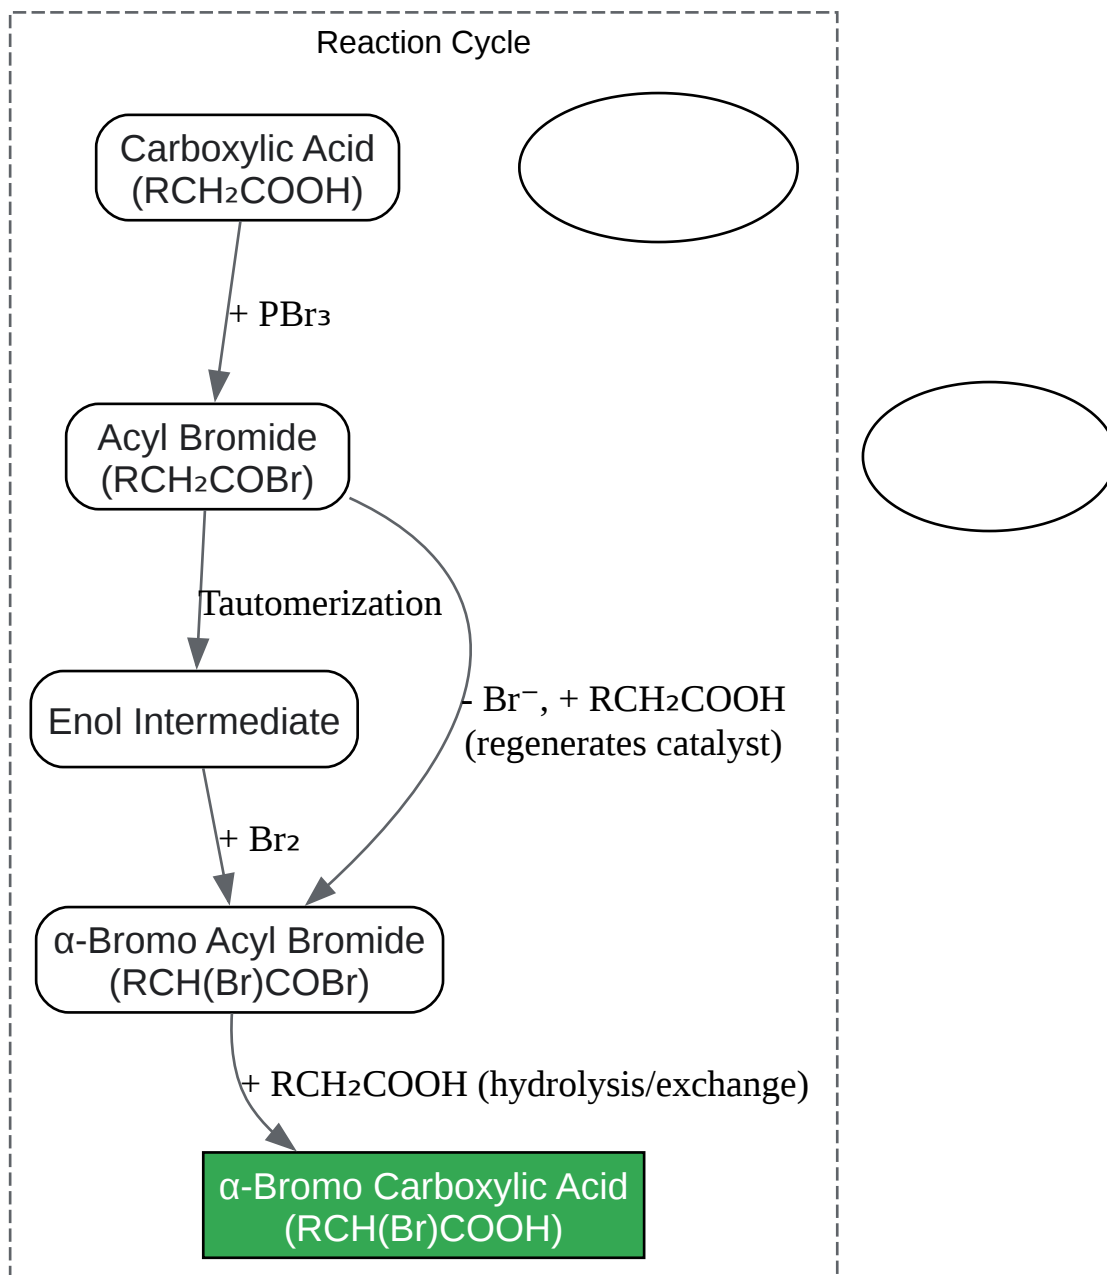 Reaction Cycle
Carboxylic Acid
(RCH₂COOH)
+ PBr₃
Acyl Bromide
(RCH₂COBr)
Tautomerization
- Br⁻, + RCH₂COOH
(regenerates catalyst)
Enol Intermediate
+ Br₂
α-Bromo Acyl Bromide
(RCH(Br)COBr)
+ RCH₂COOH (hydrolysis/exchange)
α-Bromo Carboxylic Acid
(RCH(Br)COOH)